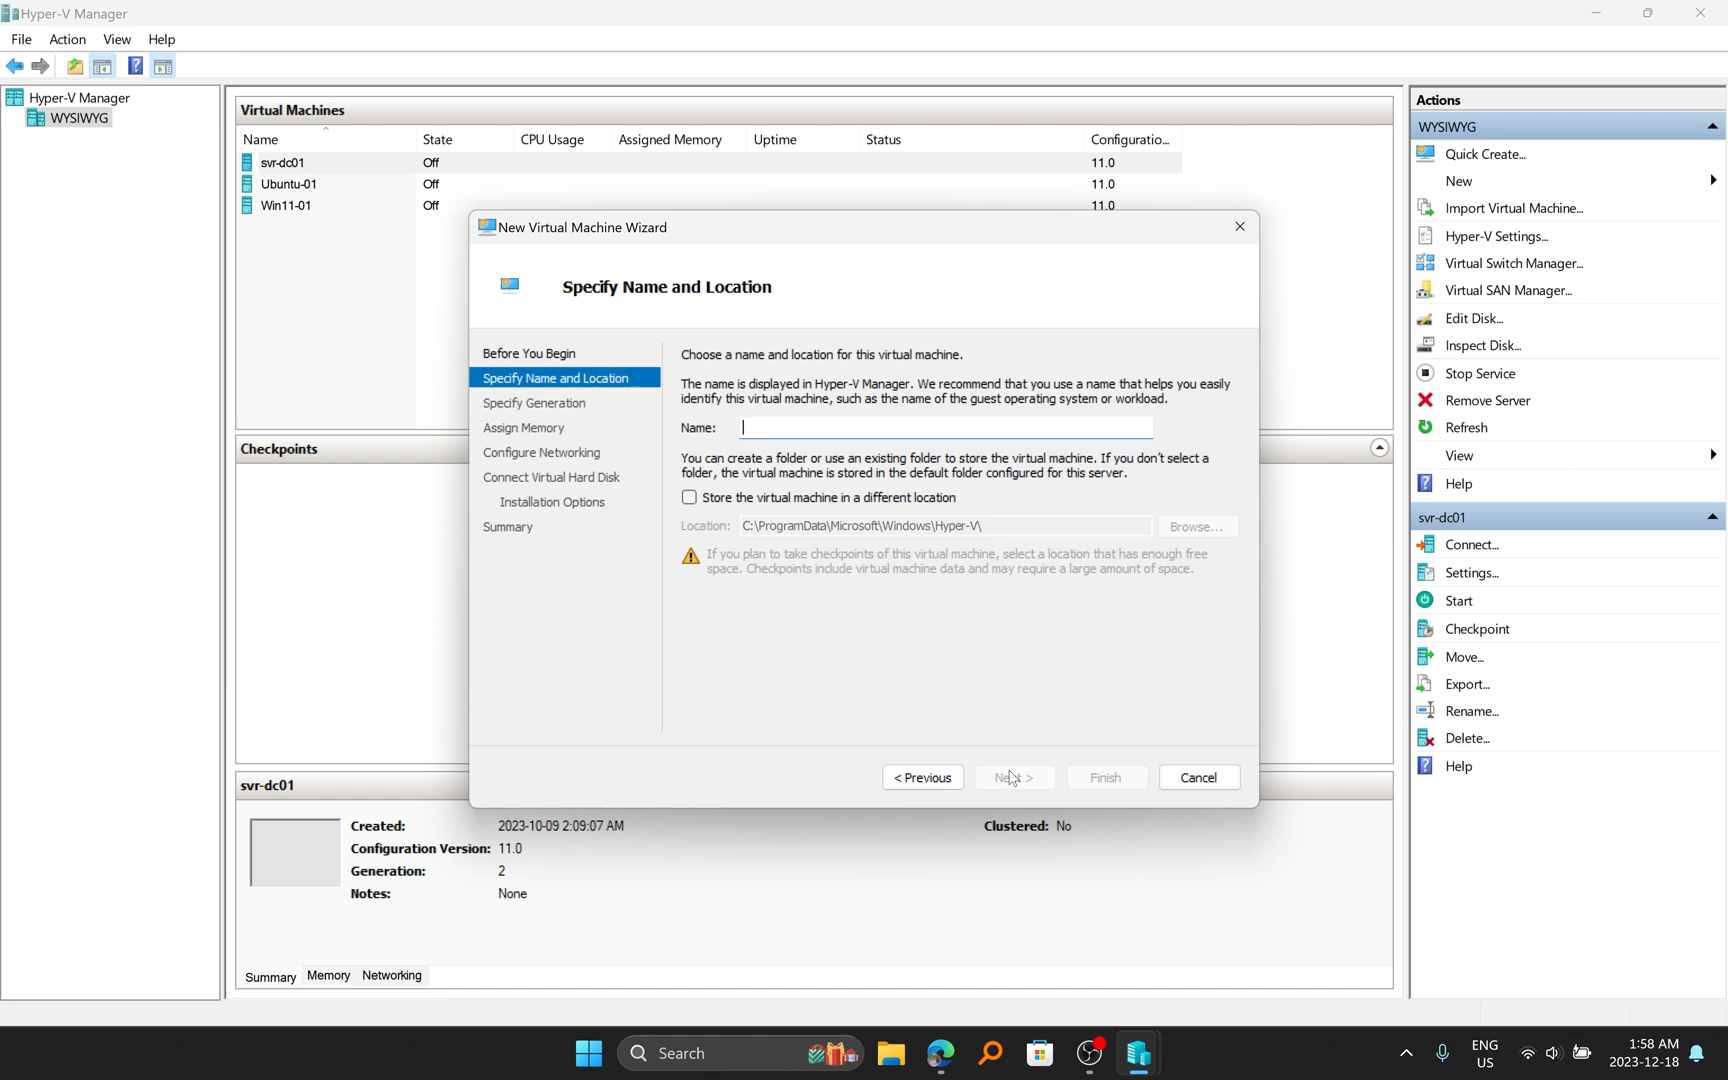 Hyper-V Manager
File Action View Help
Hyper-V Manager
WYSIWYG
Virtual Machines
Name State CPU Usage Assigned Memory Uptime Status Configuratio...
svr-dc01 Off 11.0
Ubuntu-01 Off 11.0
Win11-01 Off 11.0
Checkpoints
New Virtual Machine Wizard
Specify Name and Location
Before You Begin
Specify Name and Location
Specify Generation
Assign Memory
Configure Networking
Connect Virtual Hard Disk
Installation Options
Summary
Choose a name and location for this virtual machine.
The name is displayed in Hyper-V Manager. We recommend that you use a name that helps you easily
identify this virtual machine, such as the name of the guest operating system or workload.
Name:
You can create a folder or use an existing folder to store the virtual machine. If you don't select a
folder, the virtual machine is stored in the default folder configured for this server.
Store the virtual machine in a different location
Location: C:\ProgramData\Microsoft\Windows\Hyper-V\ Browse...
If you plan to take checkpoints of this virtual machine, select a location that has enough free
space. Checkpoints include virtual machine data and may require a large amount of space.
< Previous Next > Finish Cancel
svr-dc01
Created: 2023-10-09 2:09:07 AM Clustered: No
Configuration Version: 11.0
Generation: 2
Notes: None
Summary Memory Networking
Actions
WYSIWYG
Quick Create...
New
Import Virtual Machine...
Hyper-V Settings...
Virtual Switch Manager...
Virtual SAN Manager...
Edit Disk...
Inspect Disk...
Stop Service
Remove Server
Refresh
View
Help
svr-dc01
Connect...
Settings...
Start
Checkpoint
Move...
Export...
Rename...
Delete...
Help
Search
ENG
US
1:58 AM
2023-12-18